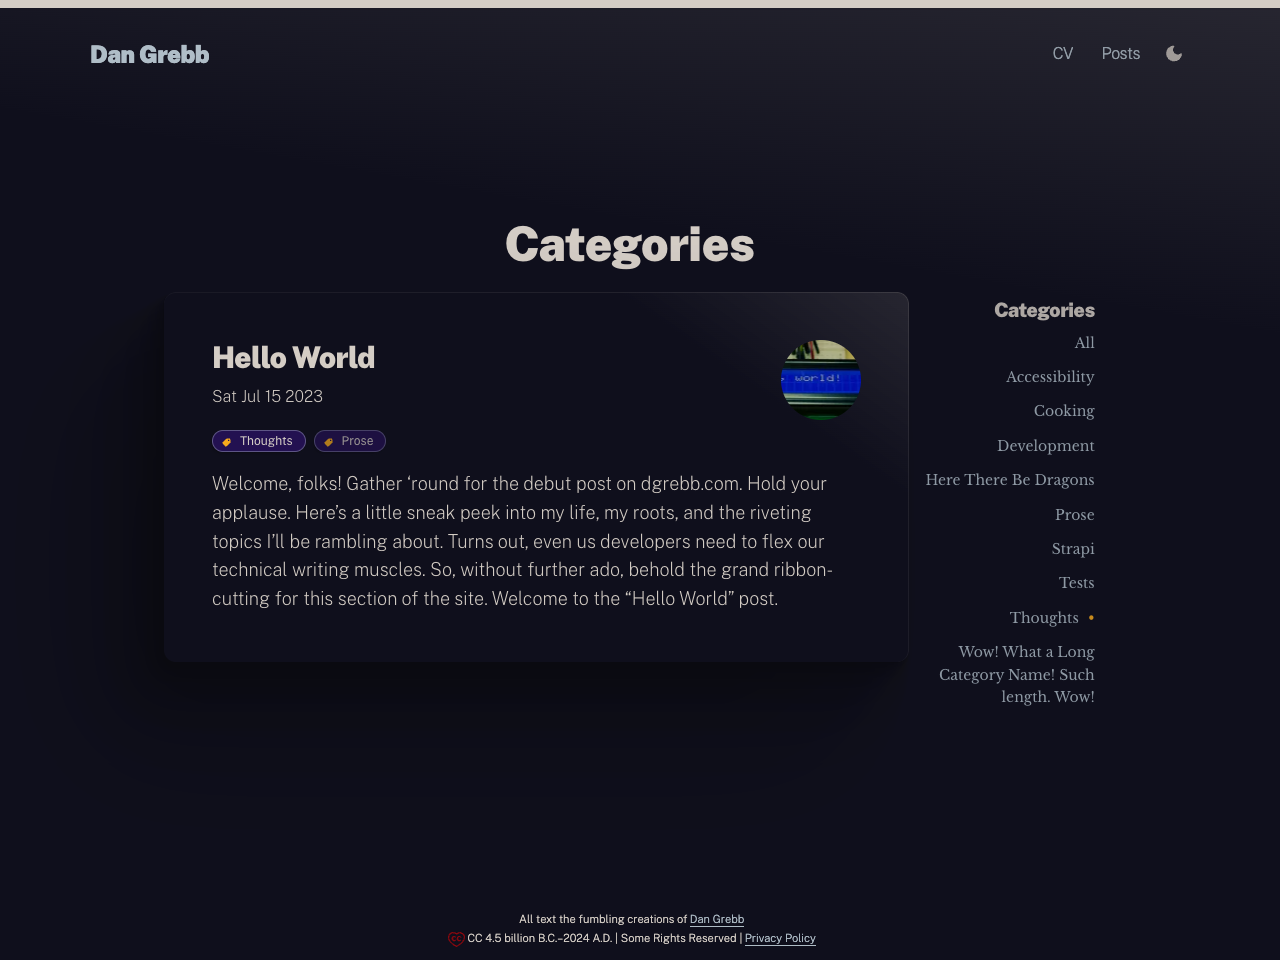 Dan Grebb
CV
Posts
Categories
Hello World
Sat Jul 15 2023
world!
Thoughts
Prose
Welcome, folks! Gather ‘round for the debut post on dgrebb.com. Hold your
applause. Here’s a little sneak peek into my life, my roots, and the riveting
topics I’ll be rambling about. Turns out, even us developers need to flex our
technical writing muscles. So, without further ado, behold the grand ribbon-
cutting for this section of the site. Welcome to the “Hello World” post.
Categories
All
Accessibility
Cooking
Development
Here There Be Dragons
Prose
Strapi
Tests
Thoughts •
Wow! What a Long
Category Name! Such
length. Wow!
All text the fumbling creations of Dan Grebb
CC 4.5 billion B.C.–2024 A.D. | Some Rights Reserved | Privacy Policy